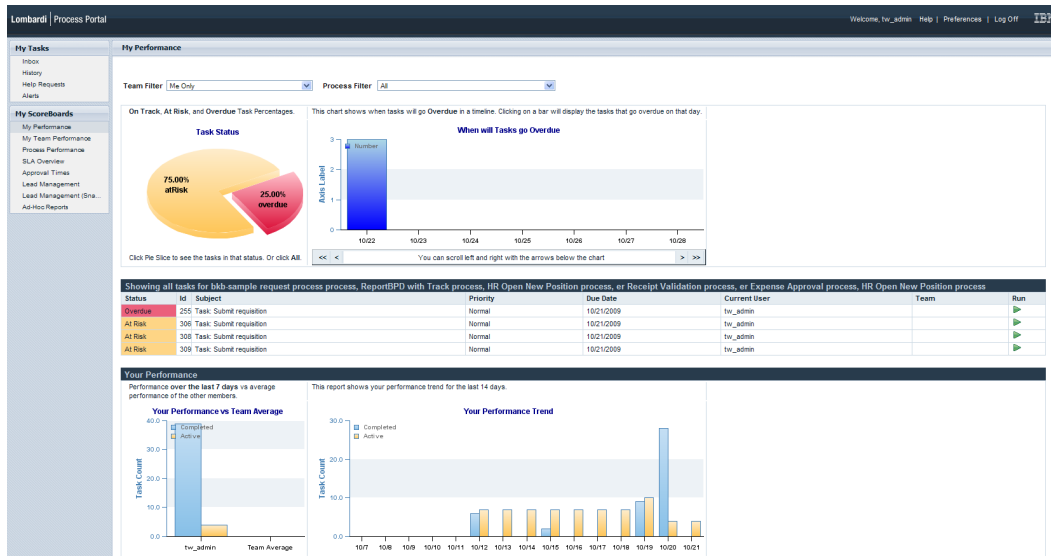 Lombardi | Process Portal
Welcome, tw_admin Help | Preferences | Log Off IBM
My Tasks
Inbox
History
Help Requests
Alerts
My ScoreBoards
My Performance
My Team Performance
Process Performance
SLA Overview
Approval Times
Lead Management
Lead Management (Sna...
Ad-Hoc Reports
My Performance
Team Filter Me Only Process Filter All
On Track, At Risk, and Overdue Task Percentages.
Task Status
75.00%
atRisk
25.00%
overdue
Click Pie Slice to see the tasks in that status. Or click All.
This chart shows when tasks will go Overdue in a timeline. Clicking on a bar will display the tasks that go overdue on that day.
When will Tasks go Overdue
Number
Axis Label
3
2
1
0
10/22 10/23 10/24 10/25 10/26 10/27 10/28
<< < You can scroll left and right with the arrows below the chart > >>
Showing all tasks for bkb-sample request process process, ReportBPD with Track process, HR Open New Position process, er Receipt Validation process, er Expense Approval process, HR Open New Position process
Status Id Subject Priority Due Date Current User Team Run
Overdue 255 Task: Submit requisition Normal 10/21/2009 tw_admin
At Risk 306 Task: Submit requisition Normal 10/21/2009 tw_admin
At Risk 308 Task: Submit requisition Normal 10/21/2009 tw_admin
At Risk 309 Task: Submit requisition Normal 10/21/2009 tw_admin
Your Performance
Performance over the last 7 days vs average
performance of the other members.
Your Performance vs Team Average
Completed
Active
Task Count
40.0
30.0
20.0
10.0
0.0
tw_admin Team Average
This report shows your performance trend for the last 14 days.
Your Performance Trend
Completed
Active
Task Count
30.0
20.0
10.0
0.0
10/7 10/8 10/9 10/10 10/11 10/12 10/13 10/14 10/15 10/16 10/17 10/18 10/19 10/20 10/21